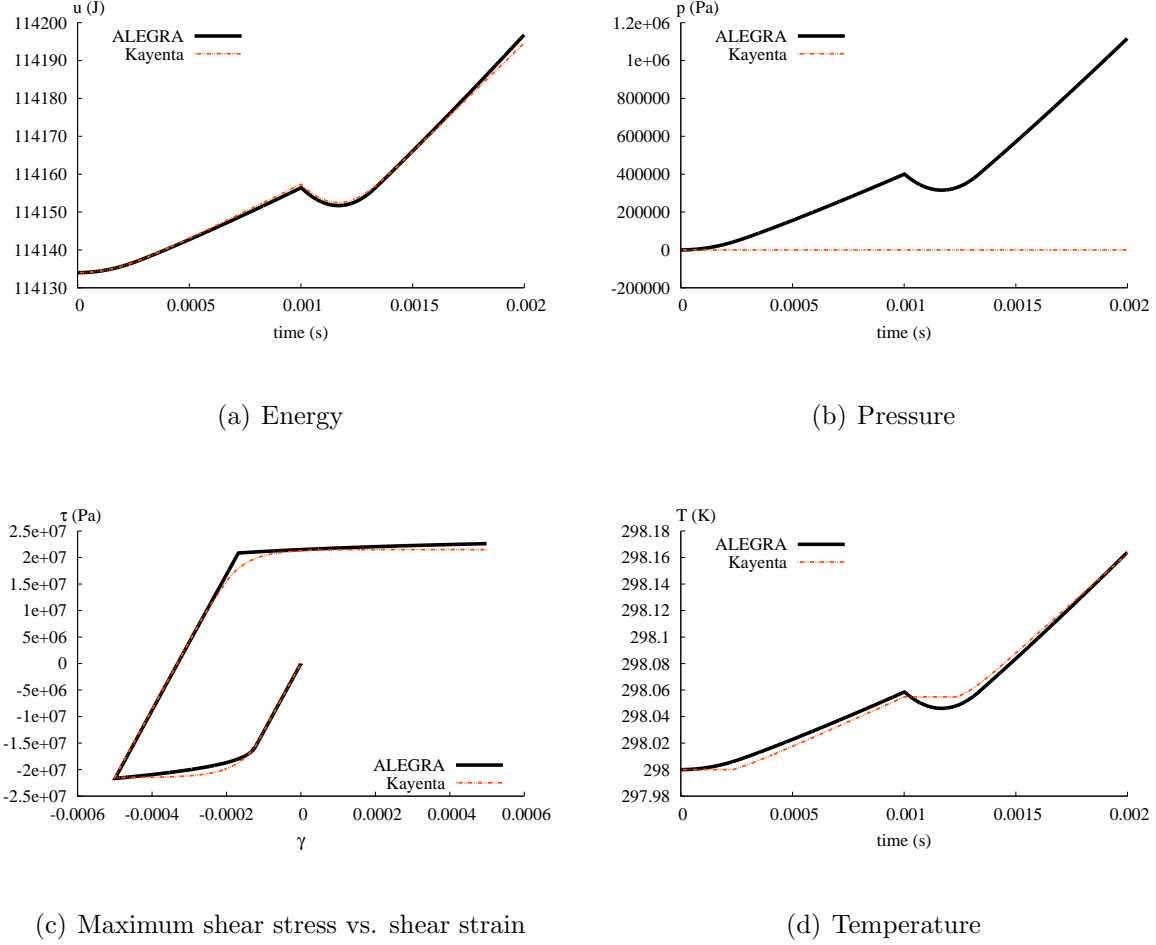 u (J)
114200
114190
114180
114170
114160
114150
114140
114130
0
0.0005
0.001
0.0015
0.002
time (s)
ALEGRA
Kayenta
(a) Energy
p (Pa)
1.2e+06
1e+06
800000
600000
400000
200000
0
-200000
0
0.0005
0.001
0.0015
0.002
time (s)
ALEGRA
Kayenta
(b) Pressure
τ (Pa)
2.5e+07
2e+07
1.5e+07
1e+07
5e+06
0
-5e+06
-1e+07
-1.5e+07
-2e+07
-2.5e+07
-0.0006
-0.0004
-0.0002
0
0.0002
0.0004
0.0006
γ
ALEGRA
Kayenta
(c) Maximum shear stress vs. shear strain
T (K)
298.18
298.16
298.14
298.12
298.1
298.08
298.06
298.04
298.02
298
297.98
0
0.0005
0.001
0.0015
0.002
time (s)
ALEGRA
Kayenta
(d) Temperature